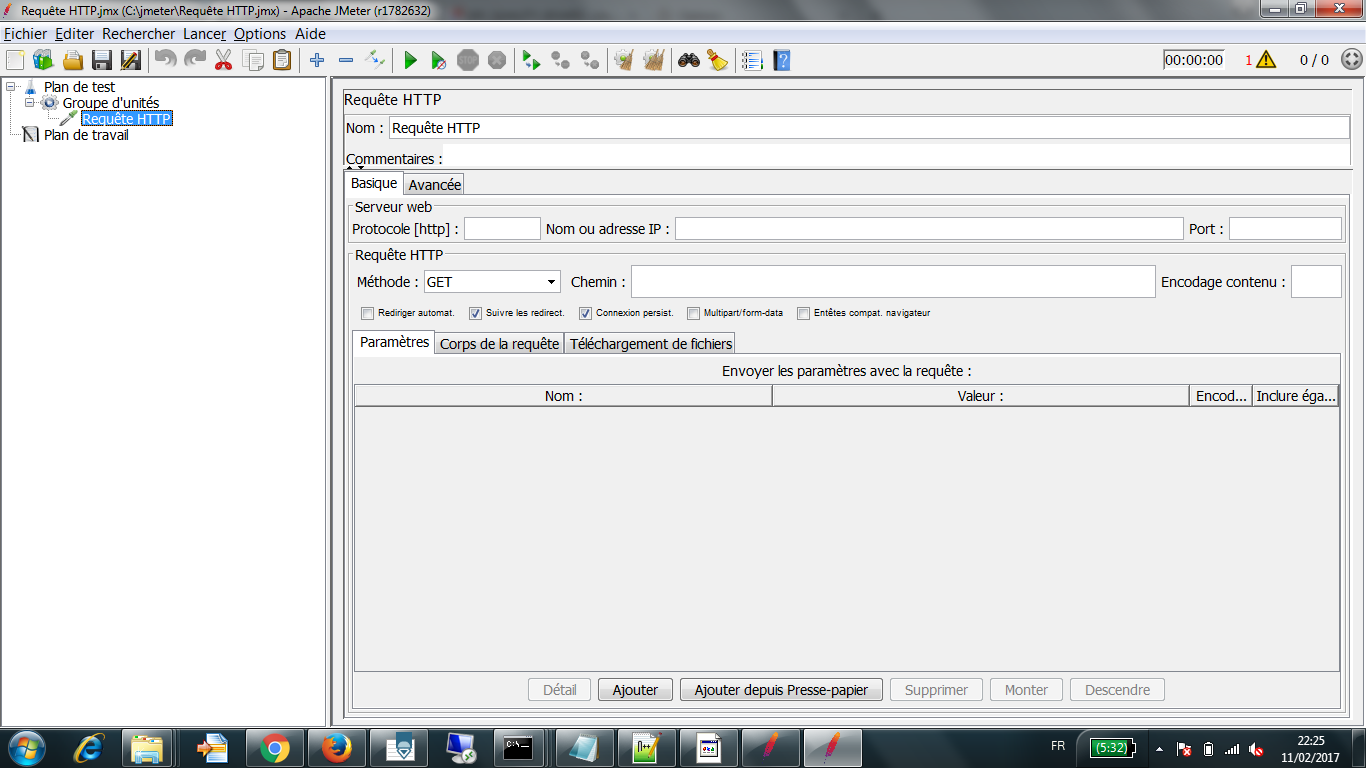 Requête HTTP.jmx (C:\jmeter\Requête HTTP.jmx) - Apache JMeter (r1782632)
Fichier Editer Rechercher Lancer Options Aide
STOP 00:00:00 1 0 / 0
Plan de test
Groupe d'unités
Requête HTTP
Plan de travail
Requête HTTP
Nom : Requête HTTP
Commentaires :
Basique Avancée
Serveur web
Protocole [http] : Nom ou adresse IP : Port :
Requête HTTP
Méthode : GET Chemin : Encodage contenu :
Rediriger automat. Suivre les redirect. Connexion persist. Multipart/form-data Entêtes compat. navigateur
Paramètres Corps de la requête Téléchargement de fichiers
Envoyer les paramètres avec la requête :
Nom : Valeur : Encod... Inclure éga...
Détail Ajouter Ajouter depuis Presse-papier Supprimer Monter Descendre
FR (5:32) 22:25
11/02/2017